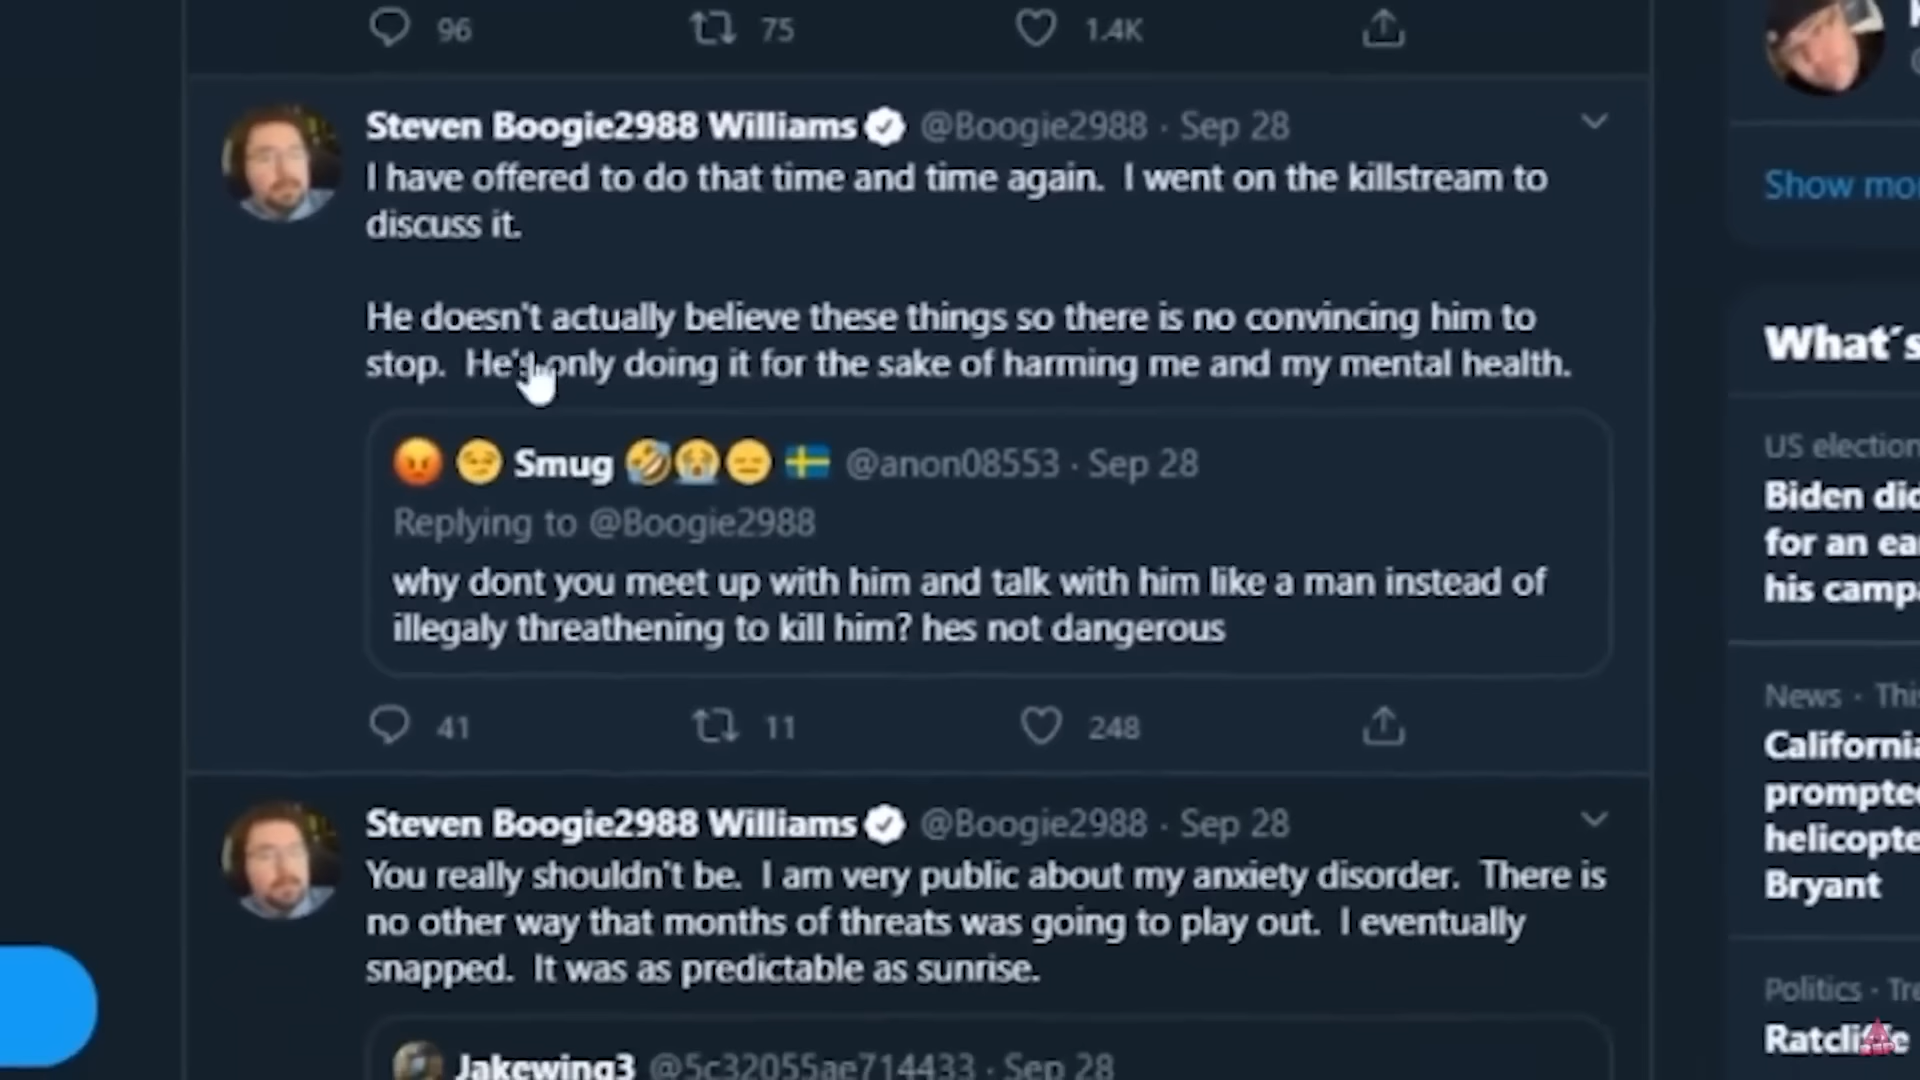 96 75 1.4K
Steven Boogie2988 Williams @Boogie2988 · Sep 28
I have offered to do that time and time again. I went on the killstream to
discuss it.
He doesn't actually believe these things so there is no convincing him to
stop. He's only doing it for the sake of harming me and my mental health.
😡 😏 Smug 🤣😭😑 🇸🇪 @anon08553 · Sep 28
Replying to @Boogie2988
why dont you meet up with him and talk with him like a man instead of
illegaly threathening to kill him? hes not dangerous
41 11 248
Steven Boogie2988 Williams @Boogie2988 · Sep 28
You really shouldn't be. I am very public about my anxiety disorder. There is
no other way that months of threats was going to play out. I eventually
snapped. It was as predictable as sunrise.
Jakewing3 @5c32055ae714433 · Sep 28
Show mo
What's
US election
Biden did
for an ea
his camp
News · This
California
prompted
helicopte
Bryant
Politics · Tre
Ratcliffe